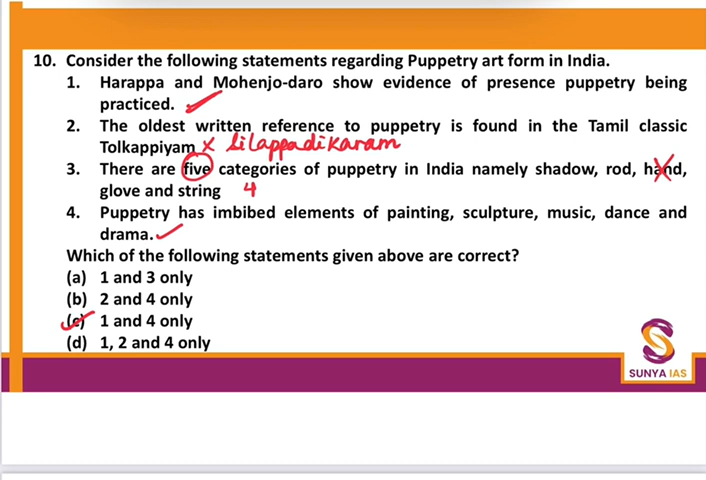 10. Consider the following statements regarding Puppetry art form in India.
1. Harappa and Mohenjo-daro show evidence of presence puppetry being
practiced.
2. The oldest written reference to puppetry is found in the Tamil classic
Tolkappiyam x Silappadikaram
3. There are five categories of puppetry in India namely shadow, rod, hand,
glove and string 4
4. Puppetry has imbibed elements of painting, sculpture, music, dance and
drama.
Which of the following statements given above are correct?
(a) 1 and 3 only
(b) 2 and 4 only
(c) 1 and 4 only
(d) 1, 2 and 4 only
SUNYA IAS